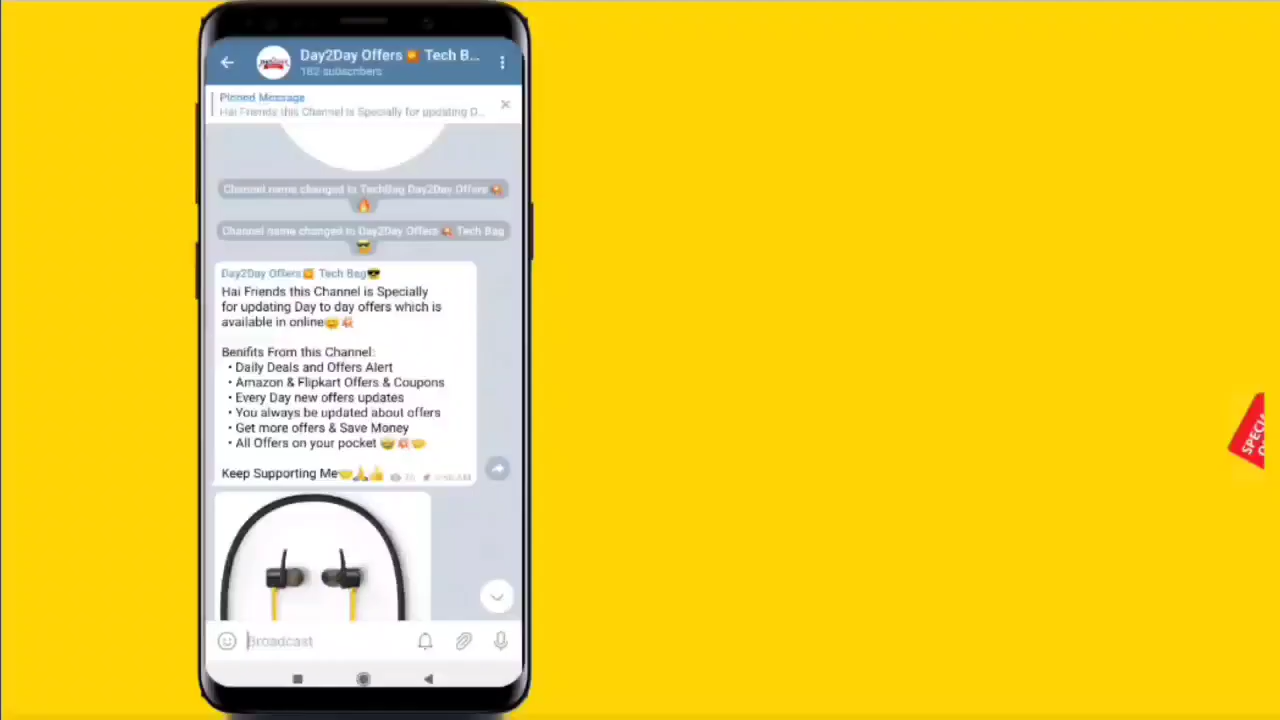 Day2Day Offers💥 Tech B...
182 subscribers
Pinned Message
Hai Friends this Channel is Specially for updating D...
Channel name changed to TechBag Day2Day Offers 💥
🔥
Channel name changed to Day2Day Offers 💥 Tech Bag
😎
Day2Day Offers💥 Tech Bag😎
Hai Friends this Channel is Specially
for updating Day to day offers which is
available in online🤩💥
Benifits From this Channel:
• Daily Deals and Offers Alert
• Amazon & Flipkart Offers & Coupons
• Every Day new offers updates
• You always be updated about offers
• Get more offers & Save Money
• All Offers on your pocket 🤓💥🤝
Keep Supporting Me🤝🙏👍
Broadcast